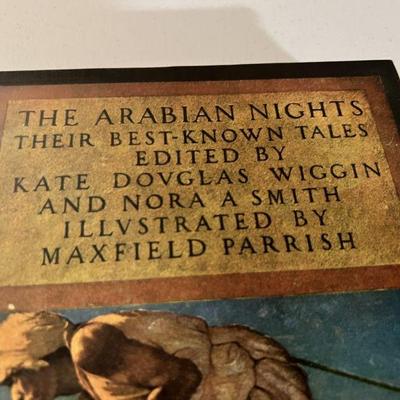 THE ARABIAN NIGHTS
THEIR BEST-KNOWN TALES
EDITED BY
KATE DOVGLAS WIGGIN
AND NORA A SMITH
ILLVSTRATED BY
MAXFIELD PARRISH